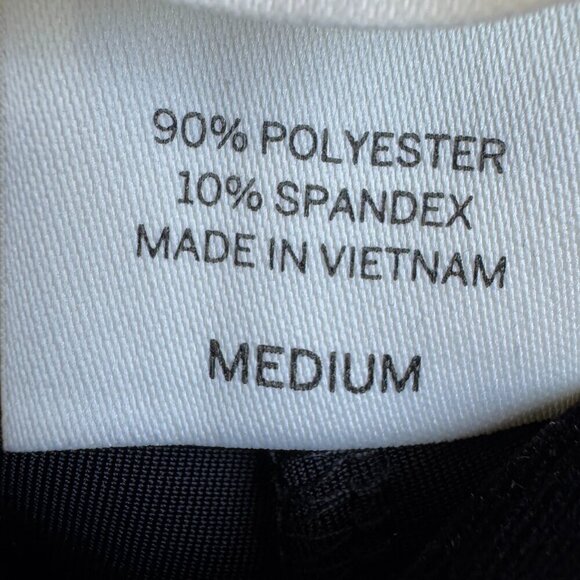 90% POLYESTER
10% SPANDEX
MADE IN VIETNAM
MEDIUM